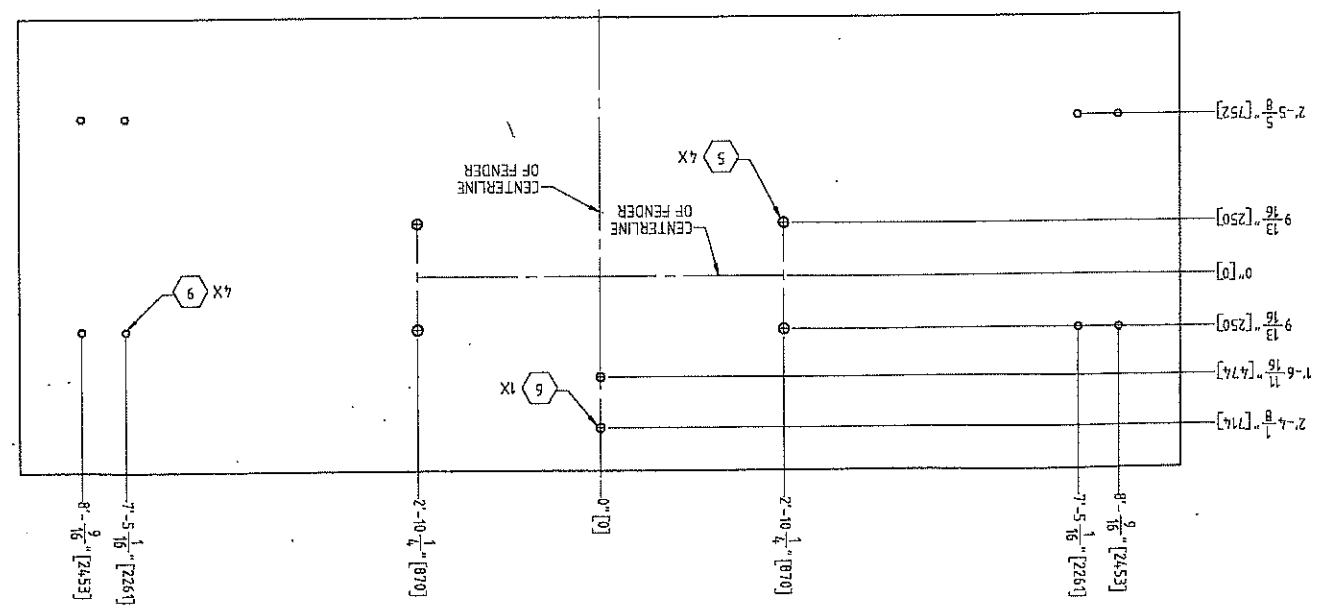 8'-9/16" [2453]
7'-5 1/16" [2261]
2'-10 1/4" [870]
0" [0]
2'-10 1/4" [870]
7'-5 1/16" [2261]
8'-9/16" [2453]
2'-4 1/8" [714]
1'-6 11/16" [474]
9 13/16" [250]
0" [0]
9 13/16" [250]
2'-5 5/8" [752]
6 1X
4X 9
CENTERLINE
OF FENDER
CENTERLINE
OF FENDER
5 4X